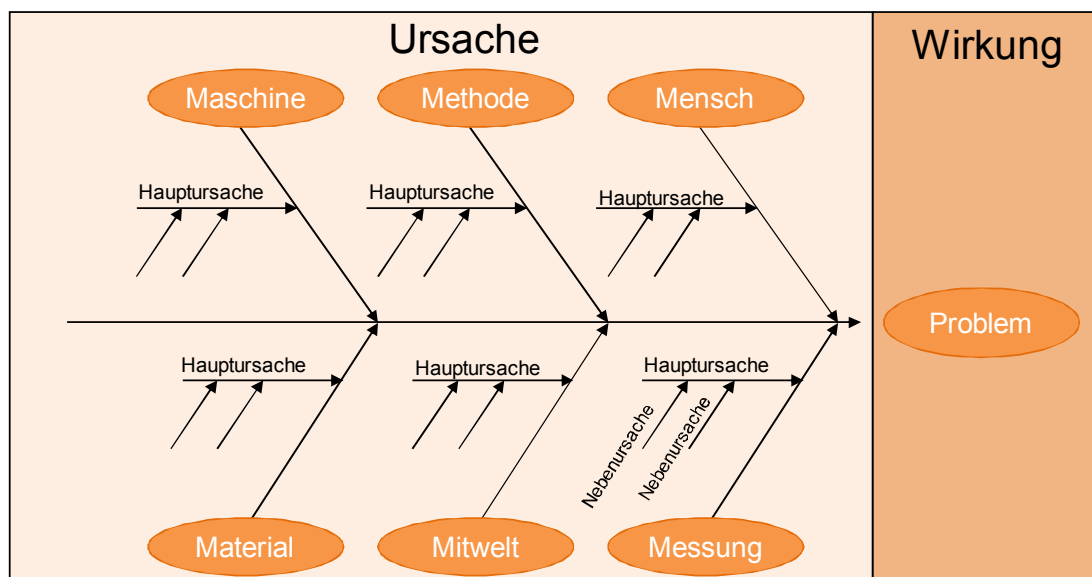 Ursache
Wirkung
Maschine
Methode
Mensch
Hauptursache
Hauptursache
Hauptursache
Problem
Hauptursache
Hauptursache
Hauptursache
Nebenursache
Nebenursache
Material
Mitwelt
Messung